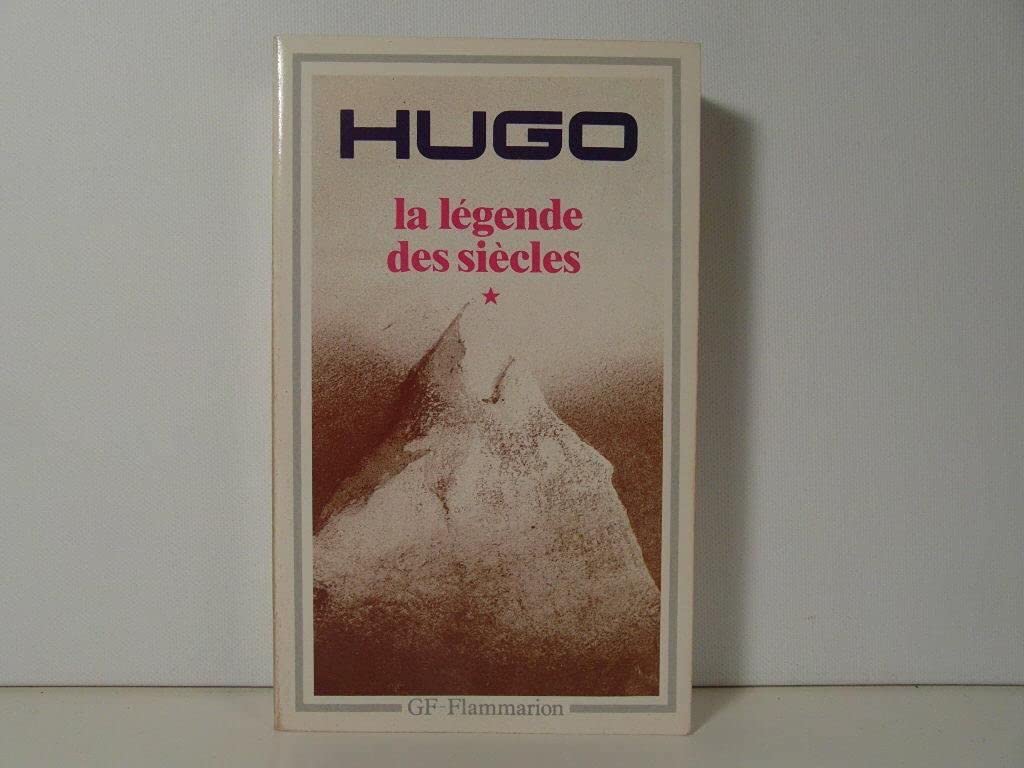 HUGO
la légende
des siècles
GF-Flammarion